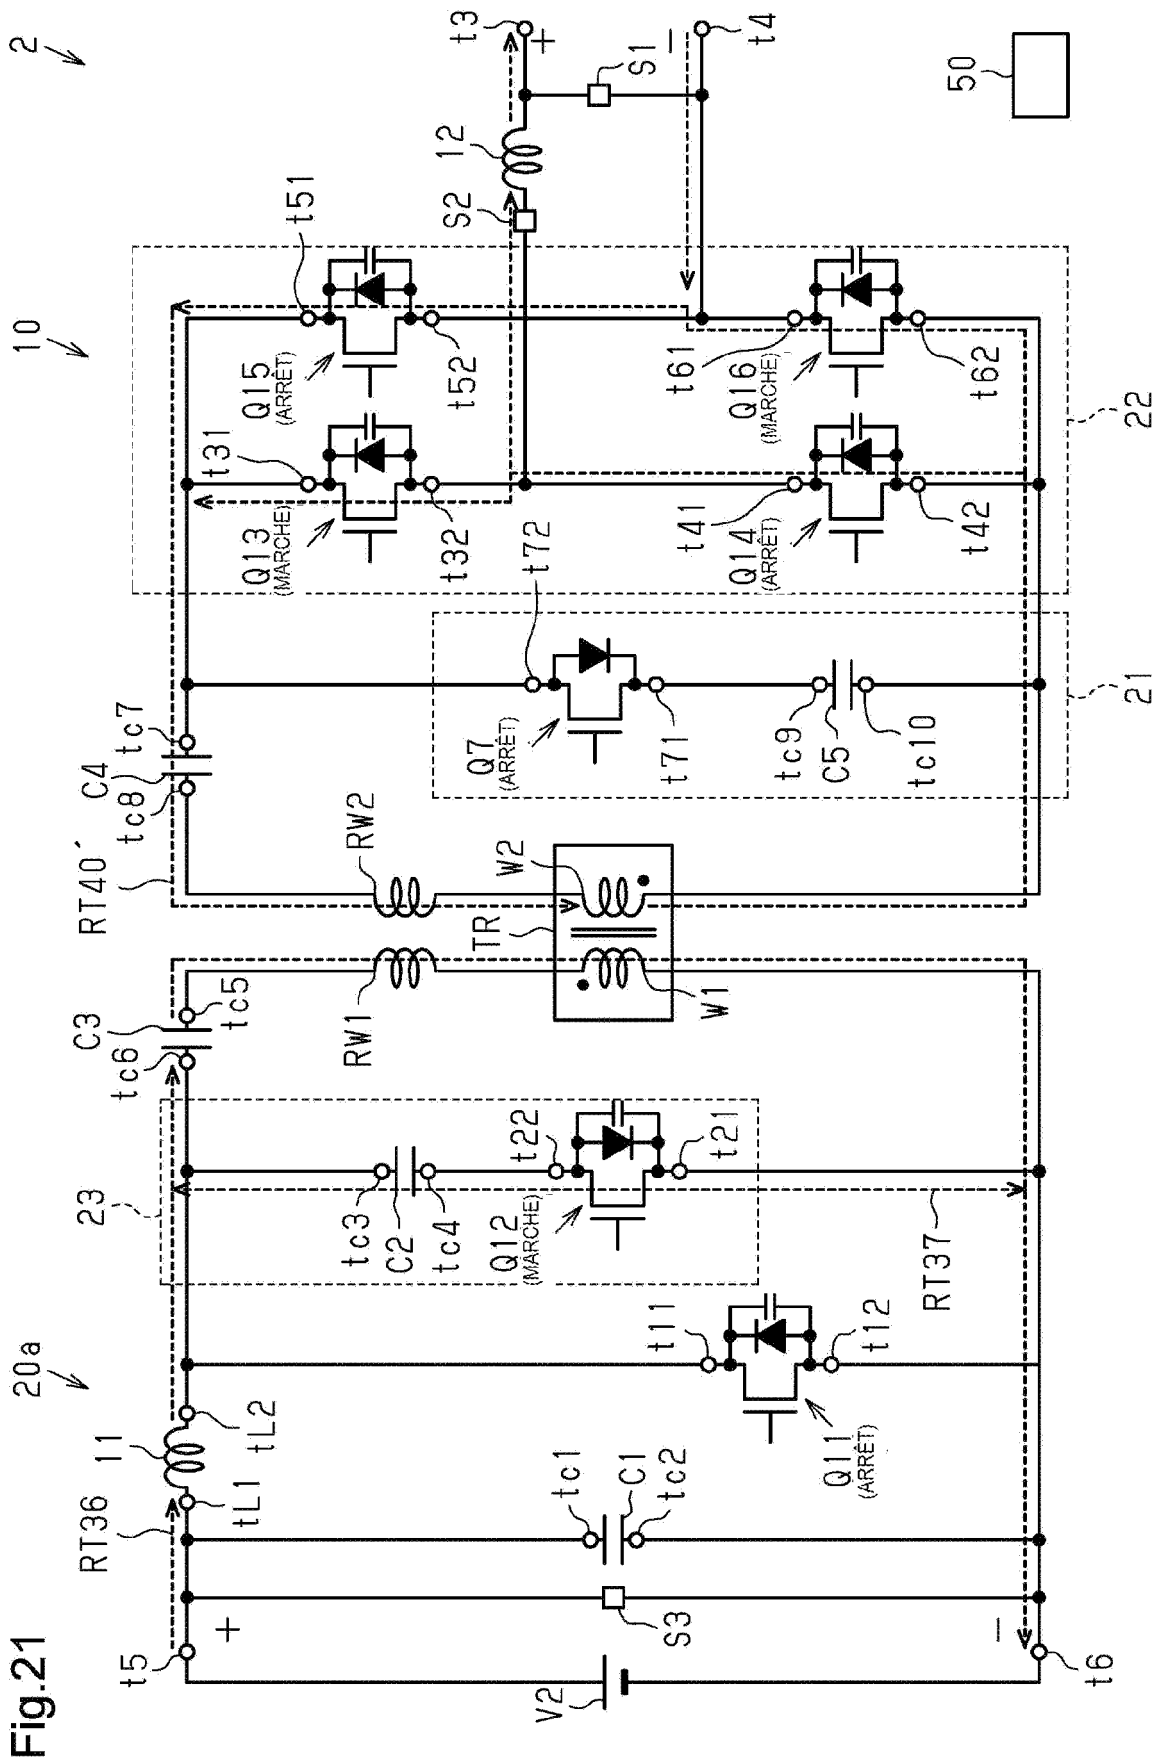 Fig.21
20a
10
2
RT36
11
23
C3
RT40´
C4
t5
tc6
tc8
tc7
+
tL1
tL2
tc5
t31
t51
Q13
(MARCHE)
Q15
(ARRÊT)
tc3
RW1
RW2
C2
tc4
t32
t52
S2
12
t3
+
Q12
(MARCHE)
t22
TR
W2
Q7
(ARRÊT)
t72
V2
tc1
C1
tc2
S3
t11
t21
W1
t71
t41
t61
S1
−
t4
Q14
(ARRÊT)
Q16
(MARCHE)
tc9
C5
tc10
Q11
(ARRÊT)
t12
RT37
t42
t62
50
−
t6
21
22